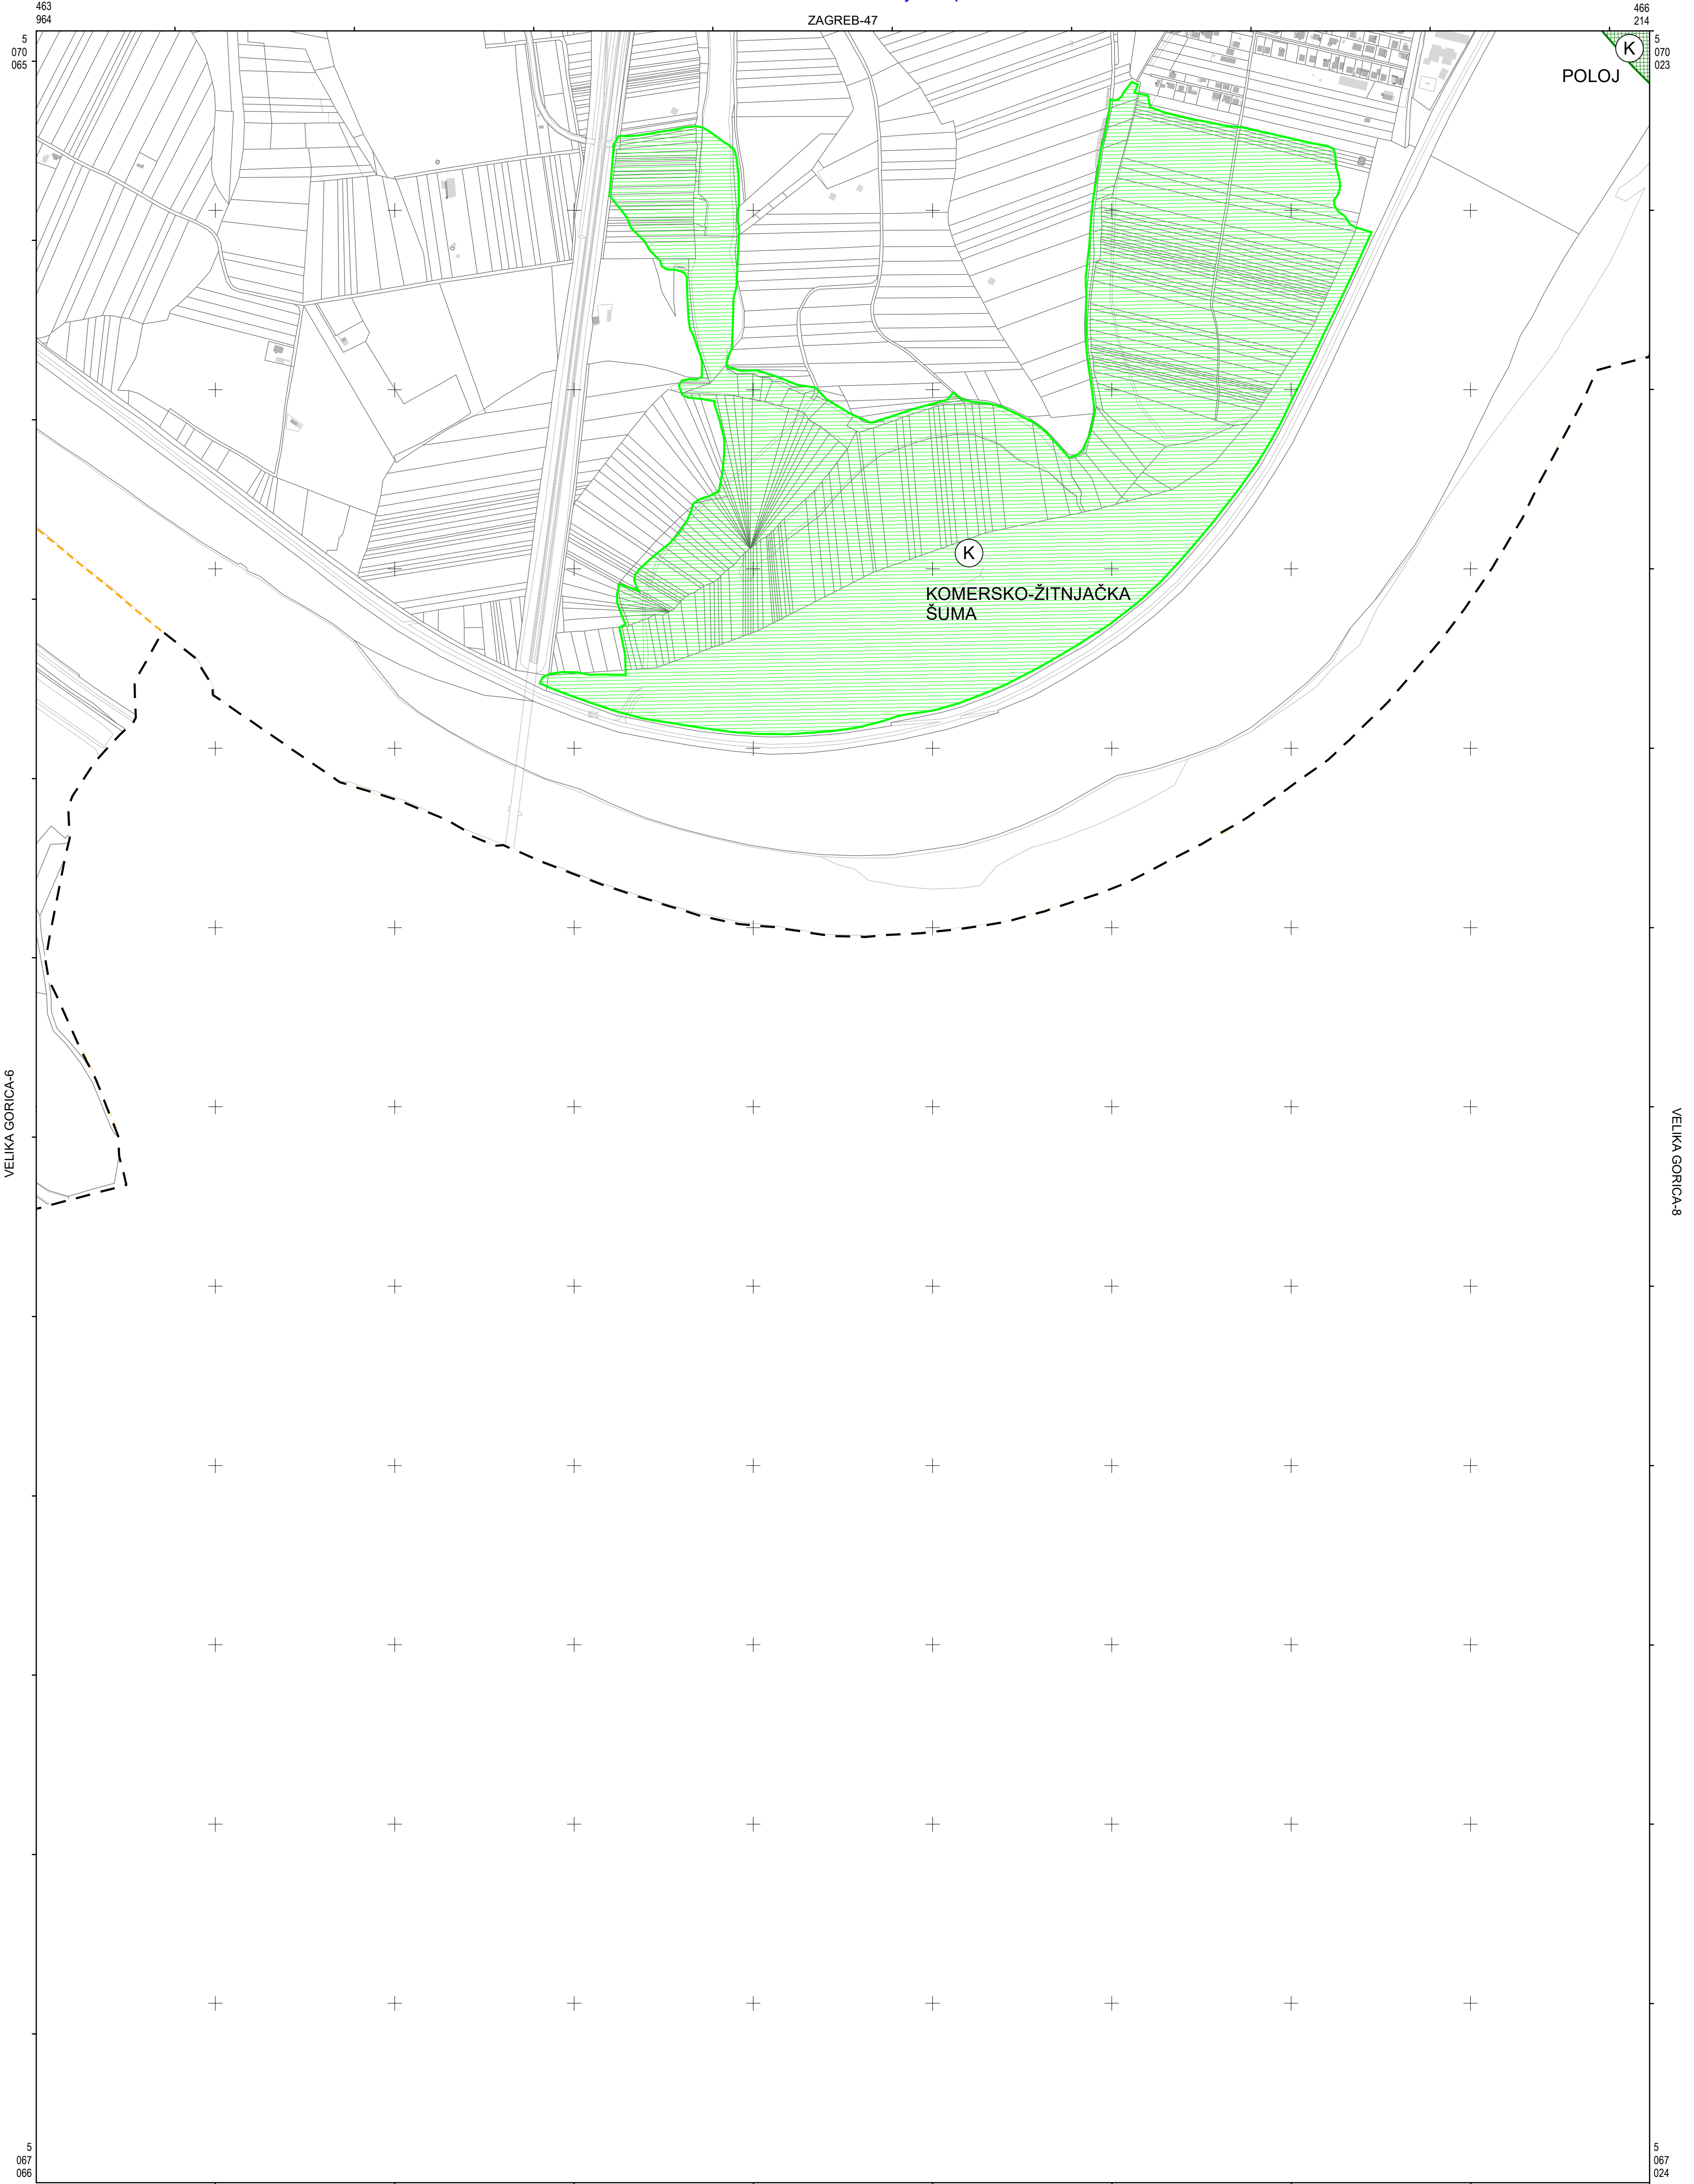 463
964
ZAGREB-47
466
214
5
070
065
5
070
023
K
POLOJ
K
KOMERSKO-ŽITNJAČKA
ŠUMA
VELIKA GORICA-6
VELIKA GORICA-8
5
067
066
5
067
024